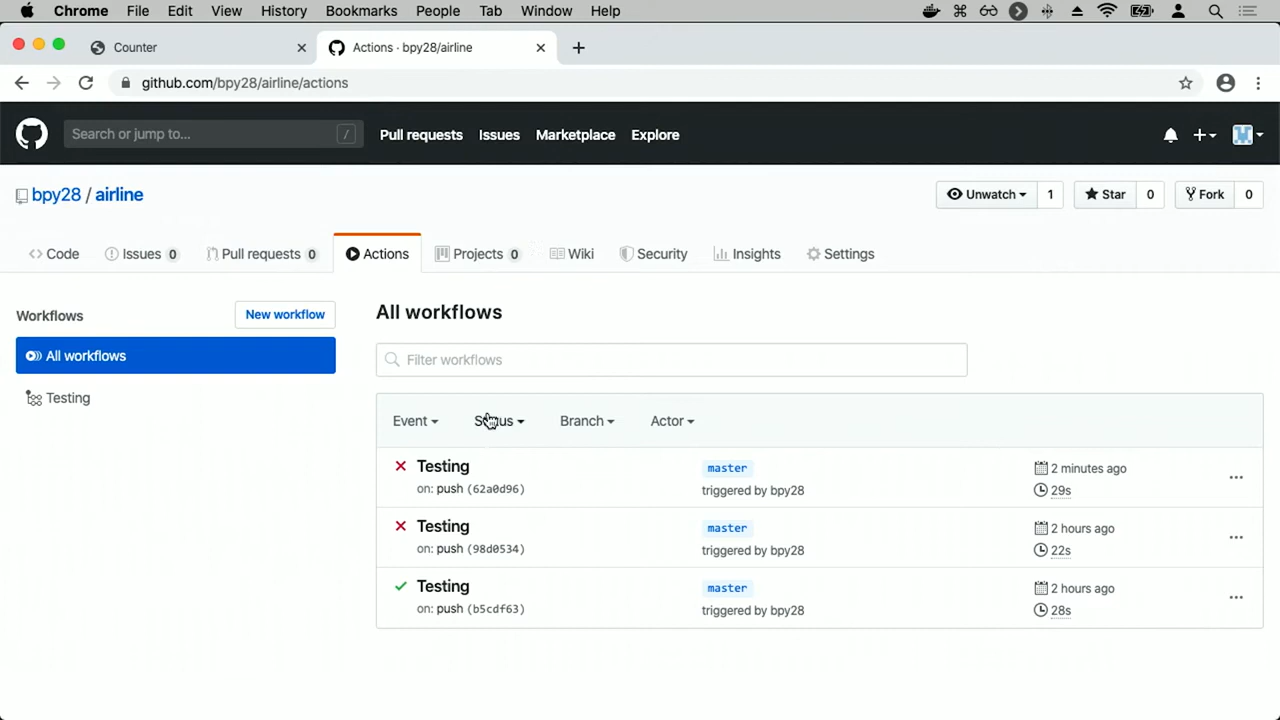 Chrome File Edit View History Bookmarks People Tab Window Help
Counter
Actions · bpy28/airline
github.com/bpy28/airline/actions
Search or jump to... /
Pull requests Issues Marketplace Explore
bpy28 / airline
Unwatch 1 Star 0 Fork 0
Code Issues 0 Pull requests 0 Actions Projects 0 Wiki Security Insights Settings
Workflows New workflow
All workflows
Testing
All workflows
Filter workflows
Event Status Branch Actor
Testing master 2 minutes ago
on: push (62a0d96) triggered by bpy28 29s
Testing master 2 hours ago
on: push (98d0534) triggered by bpy28 22s
Testing master 2 hours ago
on: push (b5cdf63) triggered by bpy28 28s